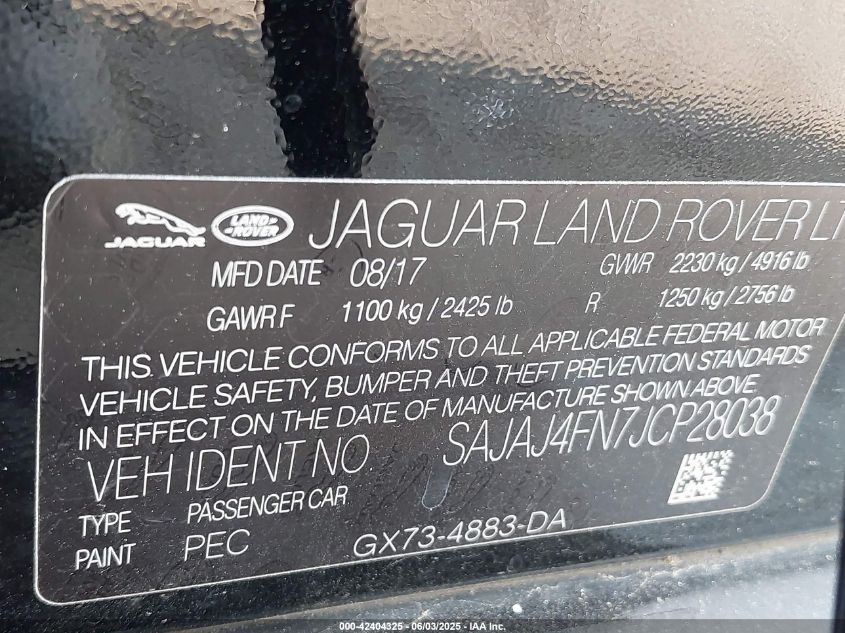 JAGUAR LAND ROVER JAGUAR LAND ROVER LT
MFD DATE 08/17 GVWR 2230 kg / 4916 lb
GAWR F 1100 kg / 2425 lb R 1250 kg / 2756 lb
THIS VEHICLE CONFORMS TO ALL APPLICABLE FEDERAL MOTOR
VEHICLE SAFETY, BUMPER AND THEFT PREVENTION STANDARDS
IN EFFECT ON THE DATE OF MANUFACTURE SHOWN ABOVE
VEH IDENT NO. SAJAJ4FN7JCP28038
TYPE PASSENGER CAR
PAINT PEC GX73-4883-DA
000-42404325 - 06/03/2025 - IAA Inc.